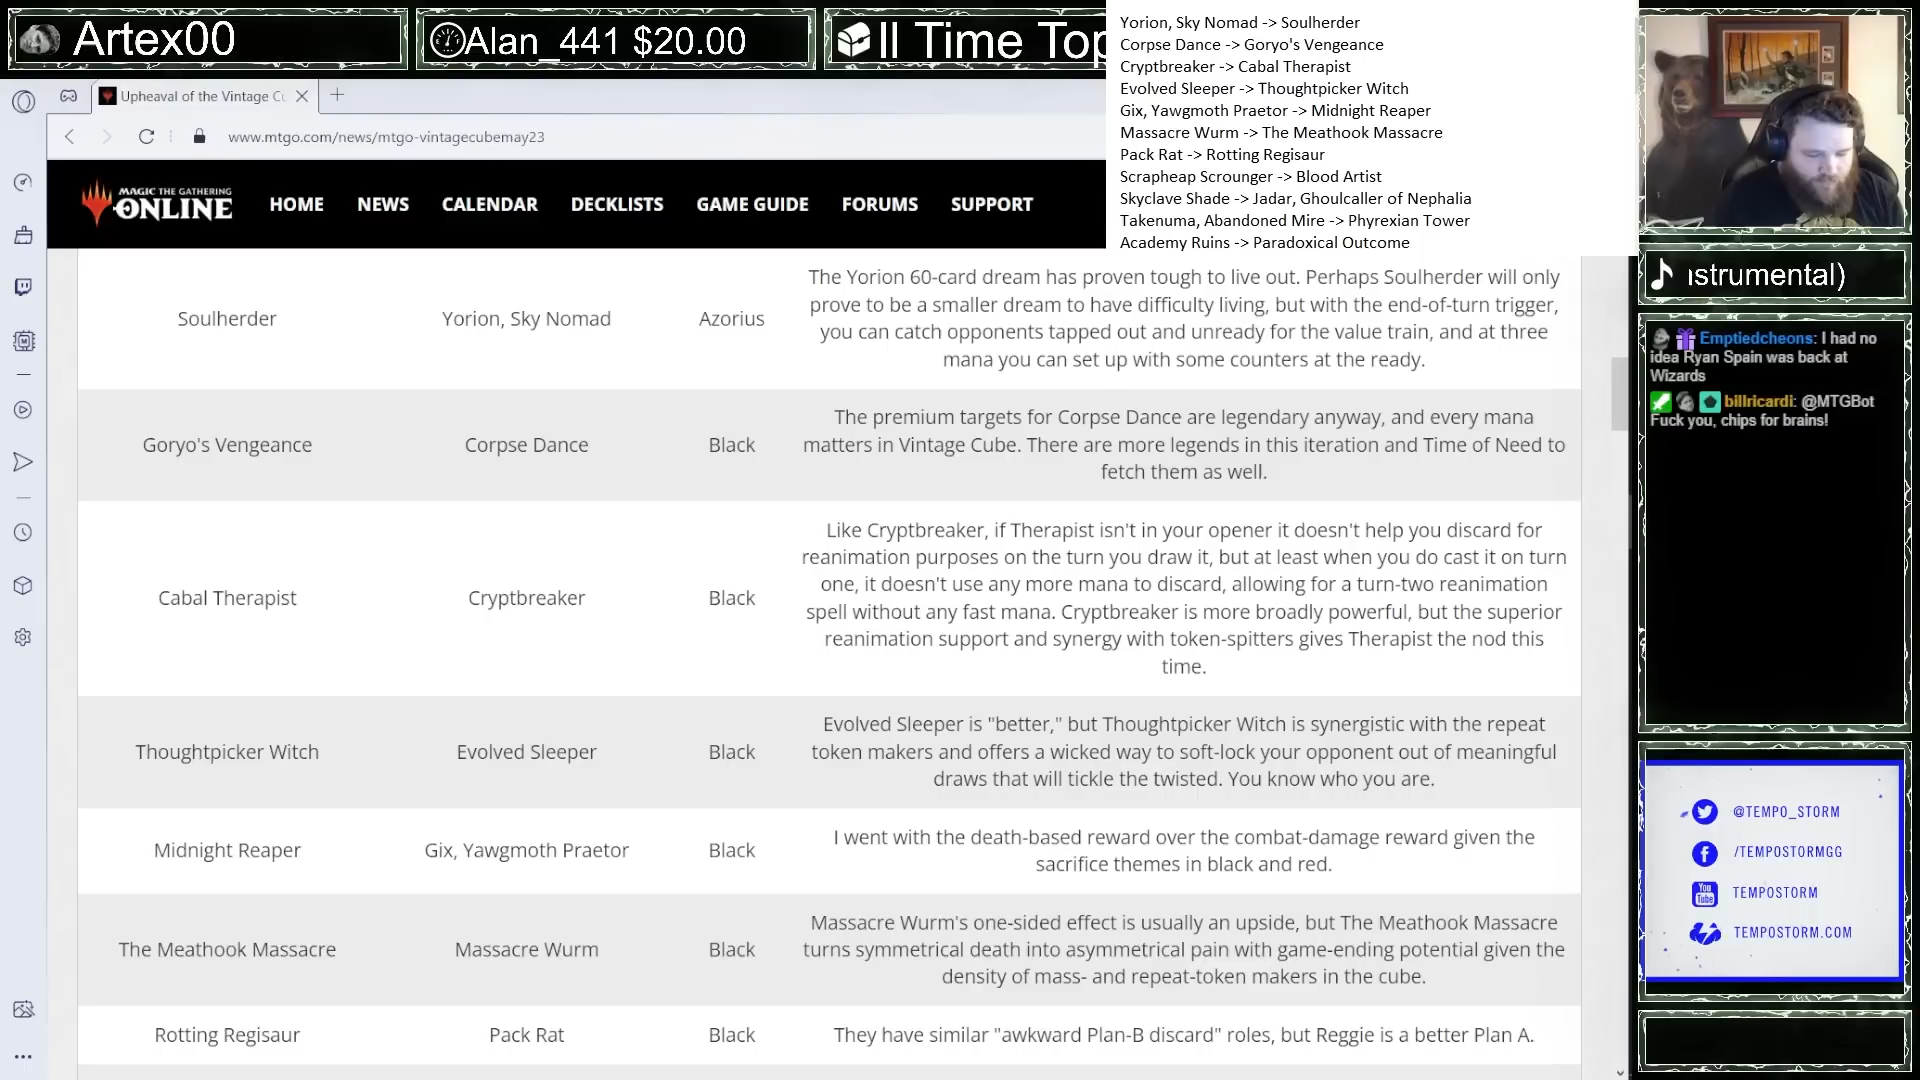 Artex00
Alan_441 $20.00
ll Time Top
Yorion, Sky Nomad -> Soulherder
Corpse Dance -> Goryo's Vengeance
Cryptbreaker -> Cabal Therapist
Evolved Sleeper -> Thoughtpicker Witch
Gix, Yawgmoth Praetor -> Midnight Reaper
Massacre Wurm -> The Meathook Massacre
Pack Rat -> Rotting Regisaur
Scrapheap Scrounger -> Blood Artist
Skyclave Shade -> Jadar, Ghoulcaller of Nephalia
Takenuma, Abandoned Mire -> Phyrexian Tower
Academy Ruins -> Paradoxical Outcome
Upheaval of the Vintage Cu
www.mtgo.com/news/mtgo-vintagecubemay23
MAGIC THE GATHERING
ONLINE
HOME NEWS CALENDAR DECKLISTS GAME GUIDE FORUMS SUPPORT
Soulherder
Yorion, Sky Nomad
Azorius
The Yorion 60-card dream has proven tough to live out. Perhaps Soulherder will only
prove to be a smaller dream to have difficulty living, but with the end-of-turn trigger,
you can catch opponents tapped out and unready for the value train, and at three
mana you can set up with some counters at the ready.
Goryo's Vengeance
Corpse Dance
Black
The premium targets for Corpse Dance are legendary anyway, and every mana
matters in Vintage Cube. There are more legends in this iteration and Time of Need to
fetch them as well.
Cabal Therapist
Cryptbreaker
Black
Like Cryptbreaker, if Therapist isn't in your opener it doesn't help you discard for
reanimation purposes on the turn you draw it, but at least when you do cast it on turn
one, it doesn't use any more mana to discard, allowing for a turn-two reanimation
spell without any fast mana. Cryptbreaker is more broadly powerful, but the superior
reanimation support and synergy with token-spitters gives Therapist the nod this
time.
Thoughtpicker Witch
Evolved Sleeper
Black
Evolved Sleeper is "better," but Thoughtpicker Witch is synergistic with the repeat
token makers and offers a wicked way to soft-lock your opponent out of meaningful
draws that will tickle the twisted. You know who you are.
Midnight Reaper
Gix, Yawgmoth Praetor
Black
I went with the death-based reward over the combat-damage reward given the
sacrifice themes in black and red.
The Meathook Massacre
Massacre Wurm
Black
Massacre Wurm's one-sided effect is usually an upside, but The Meathook Massacre
turns symmetrical death into asymmetrical pain with game-ending potential given the
density of mass- and repeat-token makers in the cube.
Rotting Regisaur
Pack Rat
Black
They have similar "awkward Plan-B discard" roles, but Reggie is a better Plan A.
ıstrumental)
Emptiedcheons: I had no
idea Ryan Spain was back at
Wizards
billricardi: @MTGBot
Fuck you, chips for brains!
@TEMPO_STORM
/TEMPOSTORMGG
You
Tube
TEMPOSTORM
TEMPOSTORM.COM